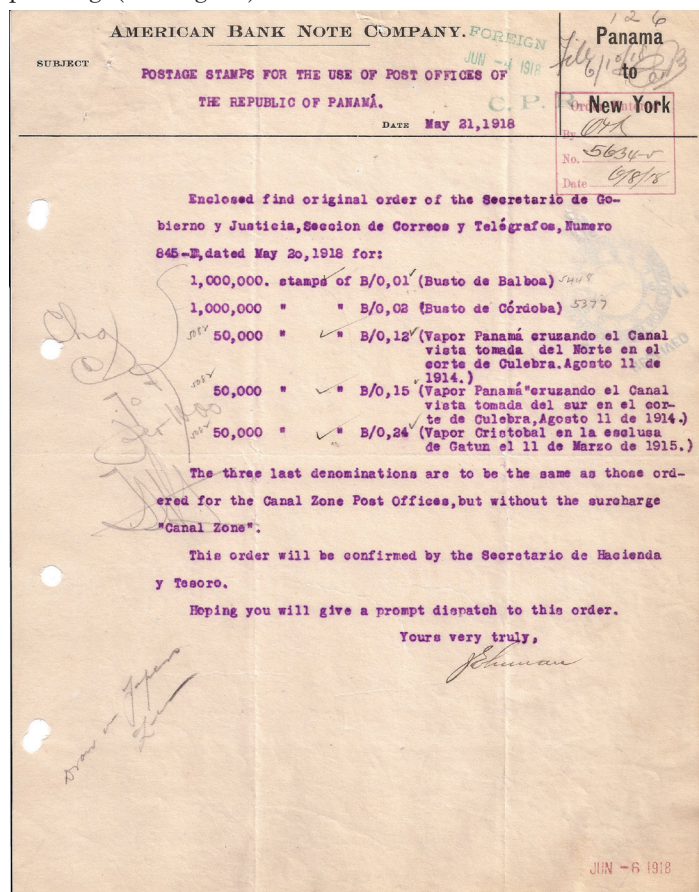 AMERICAN BANK NOTE COMPANY.
FOREIGN
JUN -4 1918
C. P. R.
126
Panama
to
New York
6/10/18
SUBJECT
POSTAGE STAMPS FOR THE USE OF POST OFFICES OF
THE REPUBLIC OF PANAMÁ.
DATE May 21,1918
Order Entered
By
No. 5634-5
Date 6/8/18
Enclosed find original order of the Secretario de Go-
bierno y Justicia,Seccion de Correos y Telégrafos,Numero
845-D,dated May 20,1918 for:
1,000,000. stamps of B/0,01 (Busto de Balboa) 5448
1,000,000 " " B/0,02 (Busto de Córdoba) 5377
50,000 " " B/0,12 (Vapor Panamá cruzando el Canal
vista tomada del Norte en el
corte de Culebra.Agosto 11 de
1914.)
50,000 " " B/0,15 (Vapor Panamá"cruzando el Canal
vista tomada del sur en el cor-
te de Culebra,Agosto 11 de 1914.)
50,000 " " B/0,24 (Vapor Cristobal en la esclusa
de Gatun el 11 de Marzo de 1915.)
The three last denominations are to be the same as those ord-
ered for the Canal Zone Post Offices,but without the surcharge
"Canal Zone".
This order will be confirmed by the Secretario de Hacienda
y Tesoro.
Hoping you will give a prompt dispatch to this order.
Yours very truly,
JUN -6 1918